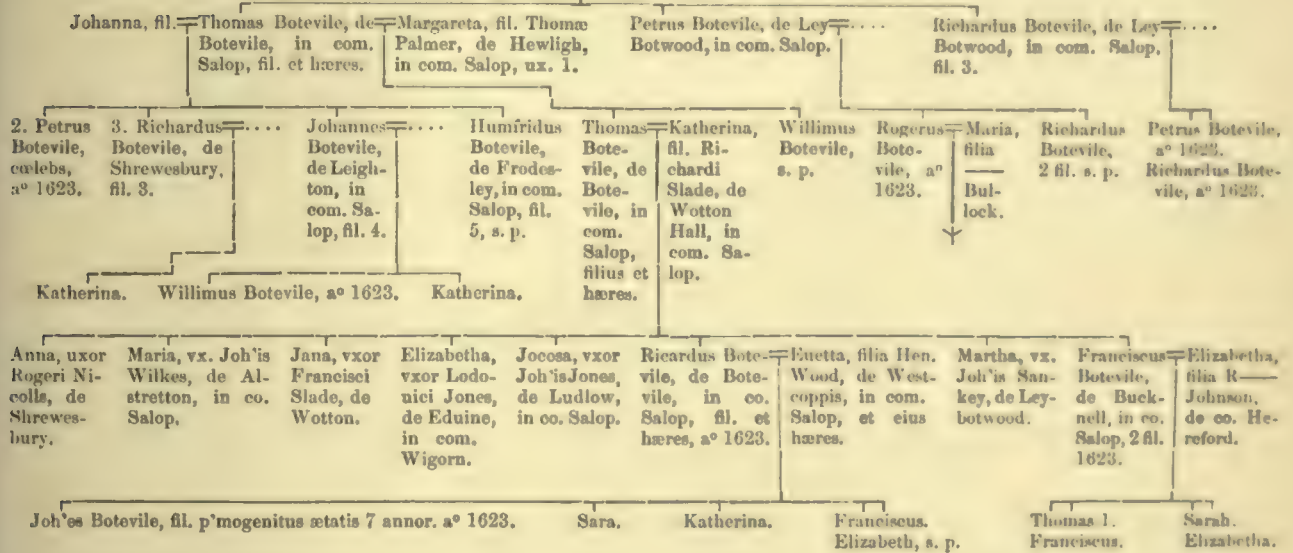 Johanna, fil.
Thomas Botevile, de
Botevile, in com.
Salop, fil. et hæres.
Margareta, fil. Thomæ
Palmer, de Hewligh,
in com. Salop, ux. 1.
Petrus Botevile, de Ley
Botwood, in com. Salop.
....
Richardus Botevile, de Ley
Botwood, in com. Salop,
fil. 3.
....
2. Petrus
Botevile,
cœlebs,
aº 1623.
3. Richardus
Botevile, de
Shrewesbury,
fil. 3.
....
Johannes
Botevile,
de Leigh-
ton, in
com. Sa-
lop, fil. 4.
....
Humfridus
Botevile,
de Frodes-
ley, in com.
Salop, fil.
5, s. p.
Thomas
Bote-
vile, de
Bote-
vile, in
com.
Salop,
filius et
hæres.
Katherina,
fil. Ri-
chardi
Slade, de
Wotton
Hall, in
com. Sa-
lop.
Willimus
Botevile,
s. p.
Rogerus
Bote-
vile, aº
1623.
Maria,
filia
—
Bul-
lock.
Richardus
Botevile,
2 fil. s. p.
Petrus Botevile,
aº 1623.
Richardus Bote-
vile, aº 1623.
Katherina.
Willimus Botevile, aº 1623.
Katherina.
Anna, uxor
Rogeri Ni-
colls, de
Shrewes-
bury.
Maria, vx. Joh'is
Wilkes, de Al-
stretton, in co.
Salop.
Jana, vxor
Francisci
Slade, de
Wotton.
Elizabetha,
vxor Lodo-
uici Jones,
de Eduine,
in com.
Wigorn.
Jocosa, vxor
Joh'is Jones,
de Ludlow,
in co. Salop.
Ricardus Bote-
vile, de Bote-
vile, in co.
Salop, fil. et
hæres, aº 1623.
Euetta, filia Hen.
Wood, de West-
coppis, in com.
Salop, et eius
hæres.
Martha, vx.
Joh'is San-
key, de Ley-
botwood.
Franciscus
Botevile,
de Buck-
nell, in co.
Salop, 2 fil.
1623.
Elizabetha,
filia R——
Johnson,
de co. He-
reford.
Joh'es Botevile, fil. p'mogenitus ætatis 7 annor. aº 1623.
Sara.
Katherina.
Franciscus.
Elizabeth, s. p.
Thomas 1.
Franciscus.
Sarah.
Elizabetha.